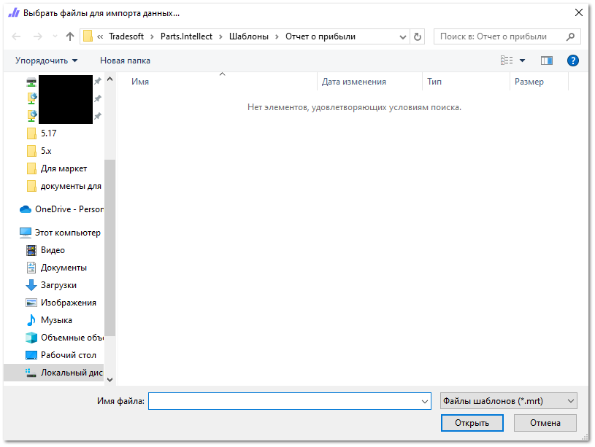 Выбрать файлы для импорта данных...
« Tradesoft > Parts.Intellect > Шаблоны > Отчет о прибыли
Поиск в: Отчет о прибыли
Упорядочить
Новая папка
Имя
Дата изменения
Тип
Размер
Нет элементов, удовлетворяющих условиям поиска.
5.17
5.x
Для маркет
документы для
OneDrive - Person
Этот компьютер
Видео
Документы
Загрузки
Изображения
Музыка
Объемные объе
Рабочий стол
Локальный дис
Имя файла:
Файлы шаблонов (*.mrt)
Открыть
Отмена